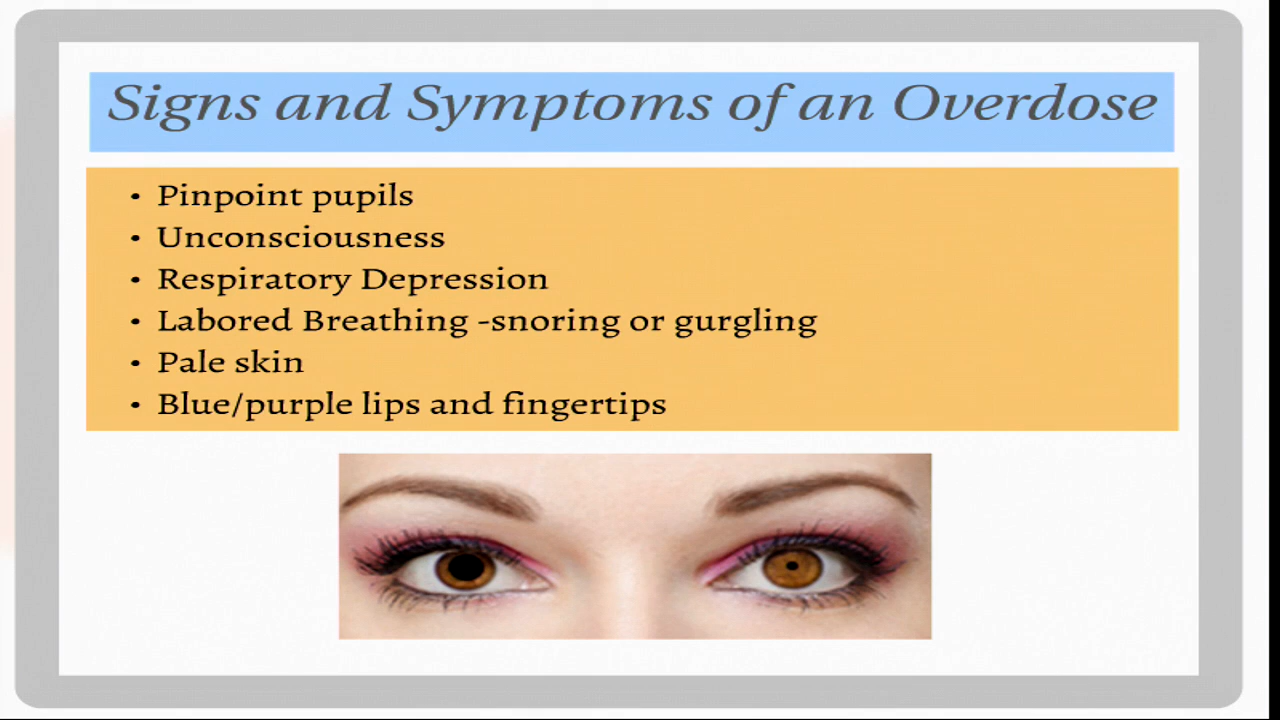 Signs and Symptoms of an Overdose
• Pinpoint pupils
• Unconsciousness
• Respiratory Depression
• Labored Breathing -snoring or gurgling
• Pale skin
• Blue/purple lips and fingertips